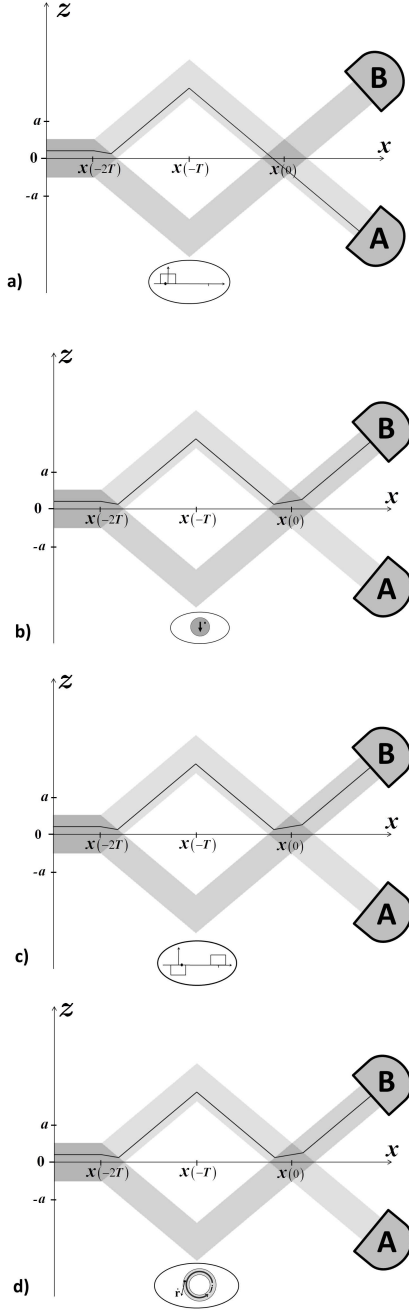 z
B
a
x
0
x(-2T)
x(-T)
x(0)
-a
A
a)
z
B
a
x
0
x(-2T)
x(-T)
x(0)
-a
A
b)
z
B
a
x
0
x(-2T)
x(-T)
x(0)
-a
A
c)
z
B
a
x
0
x(-2T)
x(-T)
x(0)
-a
A
d)